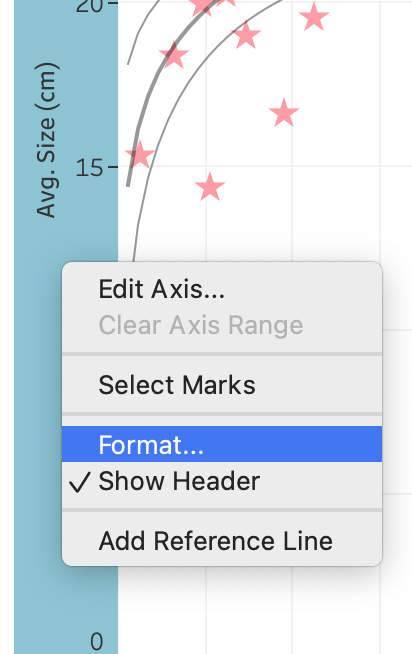 20
Avg. Size (cm)
15
Edit Axis...
Clear Axis Range
Select Marks
Format...
Show Header
Add Reference Line
0